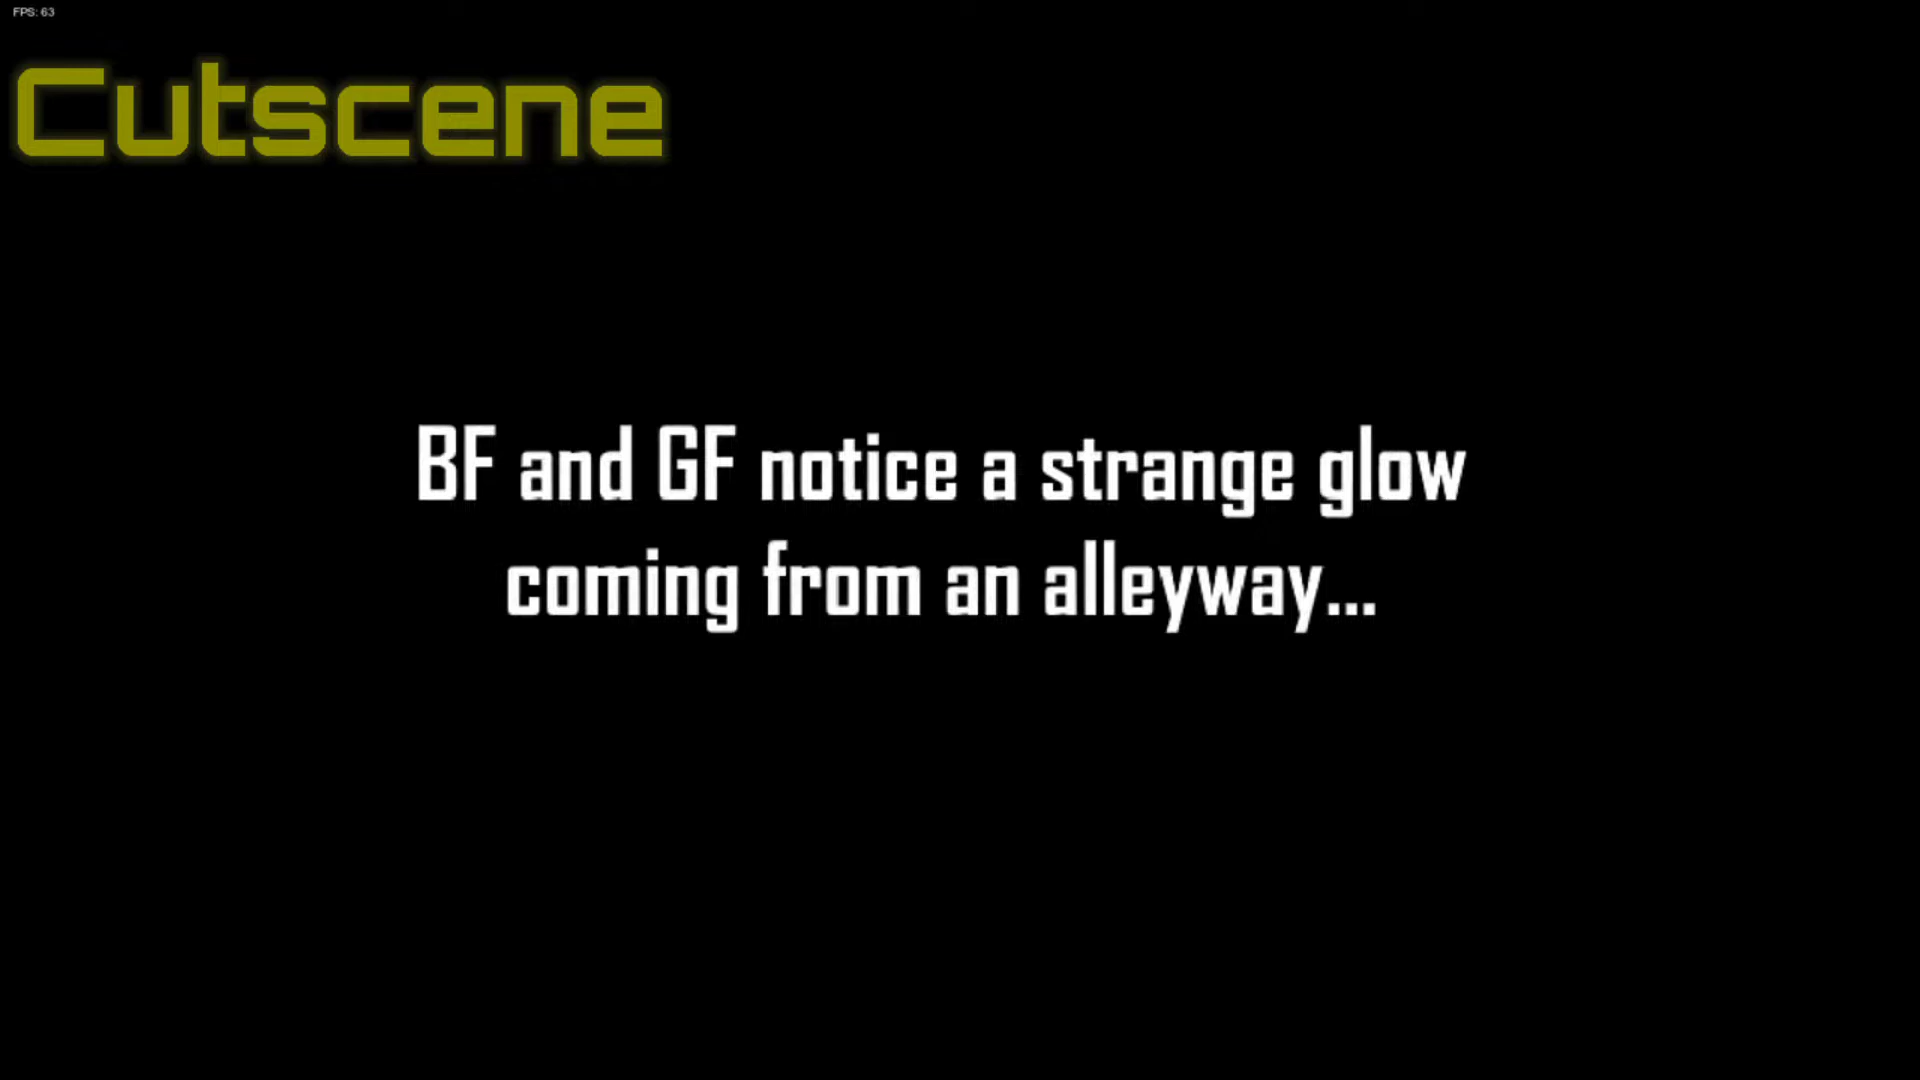 FPS: 63
Cutscene
BF and GF notice a strange glow
coming from an alleyway...